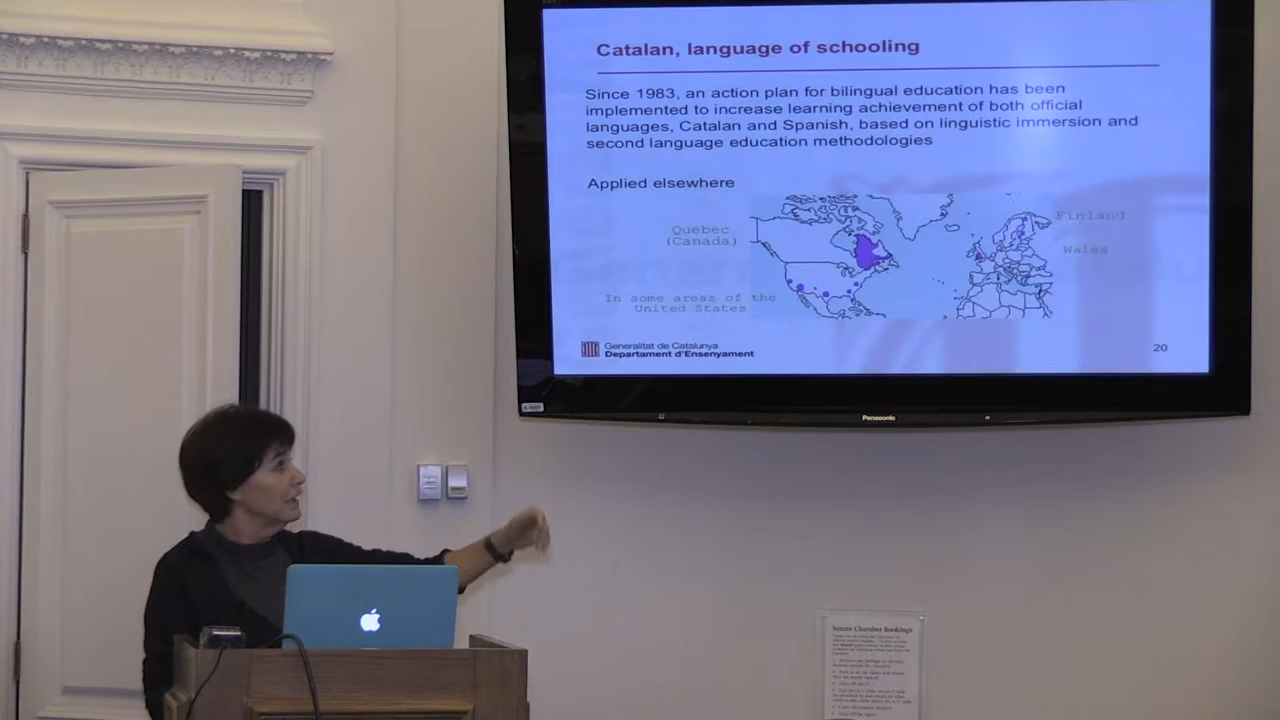 Catalan, language of schooling
Since 1983, an action plan for bilingual education has been
implemented to increase learning achievement of both official
languages, Catalan and Spanish, based on linguistic immersion and
second language education methodologies
Applied elsewhere
Quebec
(Canada)
Finland
Wales
In some areas of the
United States
Generalitat de Catalunya
Departament d'Ensenyament
20
Panasonic
Senate Chamber Bookings